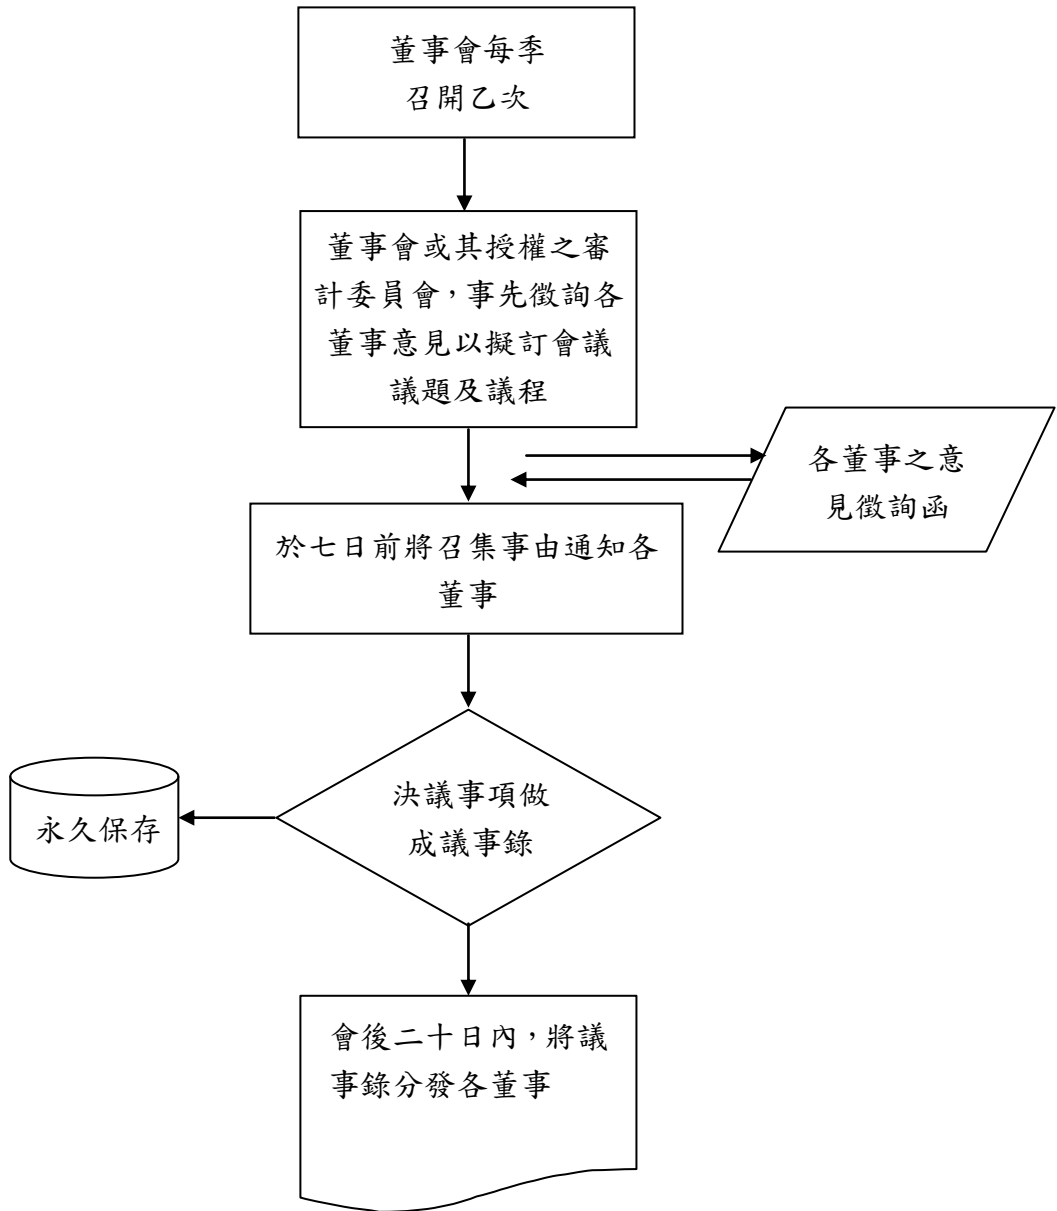 董事會每季
召開乙次
董事會或其授權之審
計委員會，事先徵詢各
董事意見以擬訂會議
議題及議程
各董事之意
見徵詢函
於七日前將召集事由通知各
董事
決議事項做
成議事錄
永久保存
會後二十日內，將議
事錄分發各董事